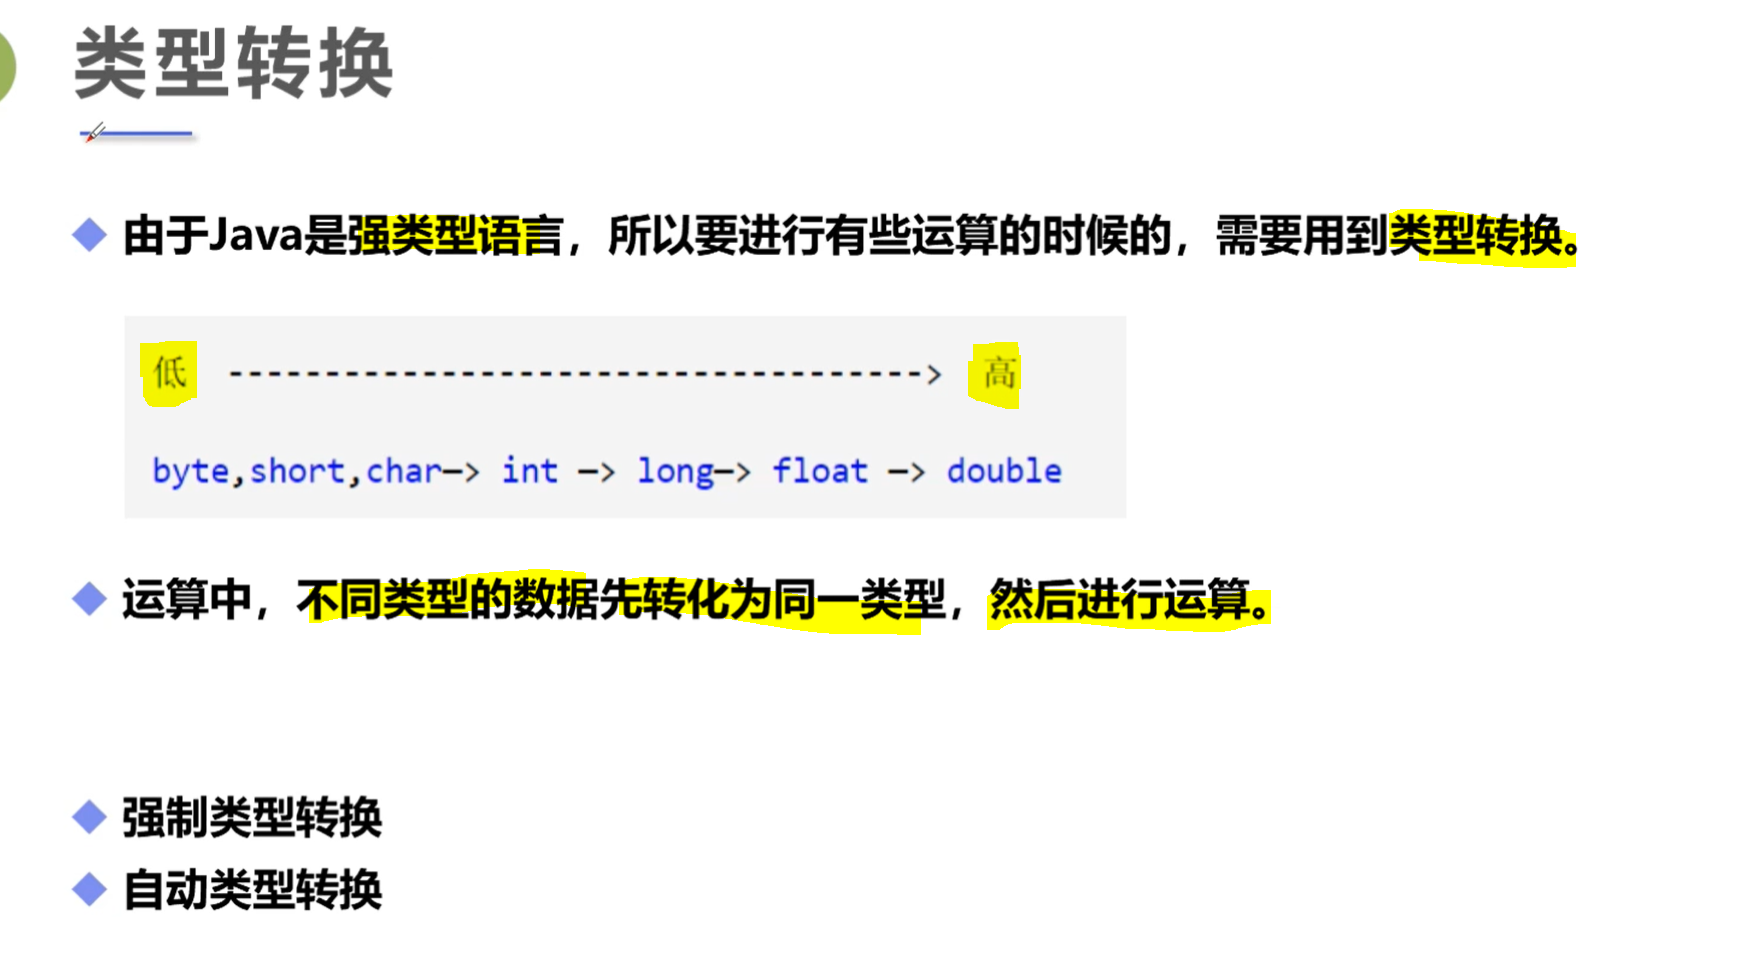 类型转换
由于Java是强类型语言，所以要进行有些运算的时候的，需要用到类型转换。
低 ------------------------------------> 高
byte,short,char—> int —> long—> float —> double
运算中，不同类型的数据先转化为同一类型，然后进行运算。
强制类型转换
自动类型转换